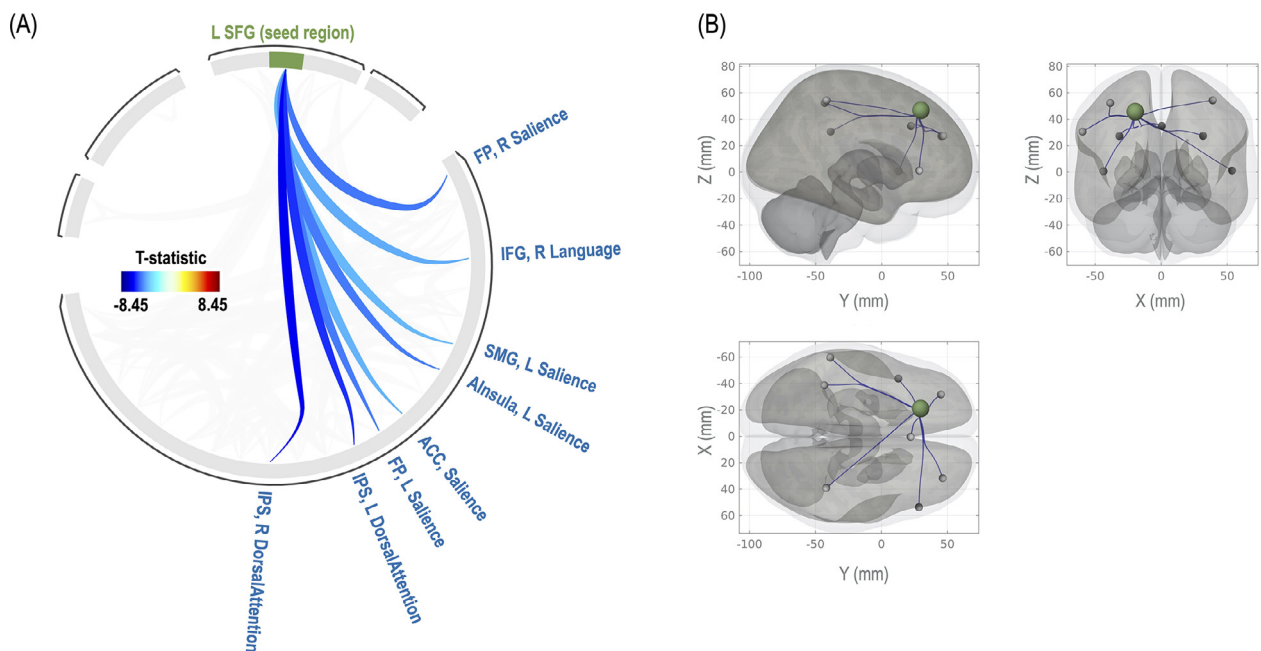 (A)
L SFG (seed region)
FP, R Salience
IFG, R Language
SMG, L Salience
AInsula, L Salience
ACC, Salience
FP, L Salience
IPS, L DorsalAttention
IPS, R DorsalAttention
T-statistic
-8.45 8.45
(B)
80
60
40
20
0
-20
-40
-60
Z (mm)
-100 -50 0 50
Y (mm)
80
60
40
20
0
-20
-40
-60
Z (mm)
-50 0 50
X (mm)
-60
-40
-20
0
20
40
60
X (mm)
-100 -50 0 50
Y (mm)